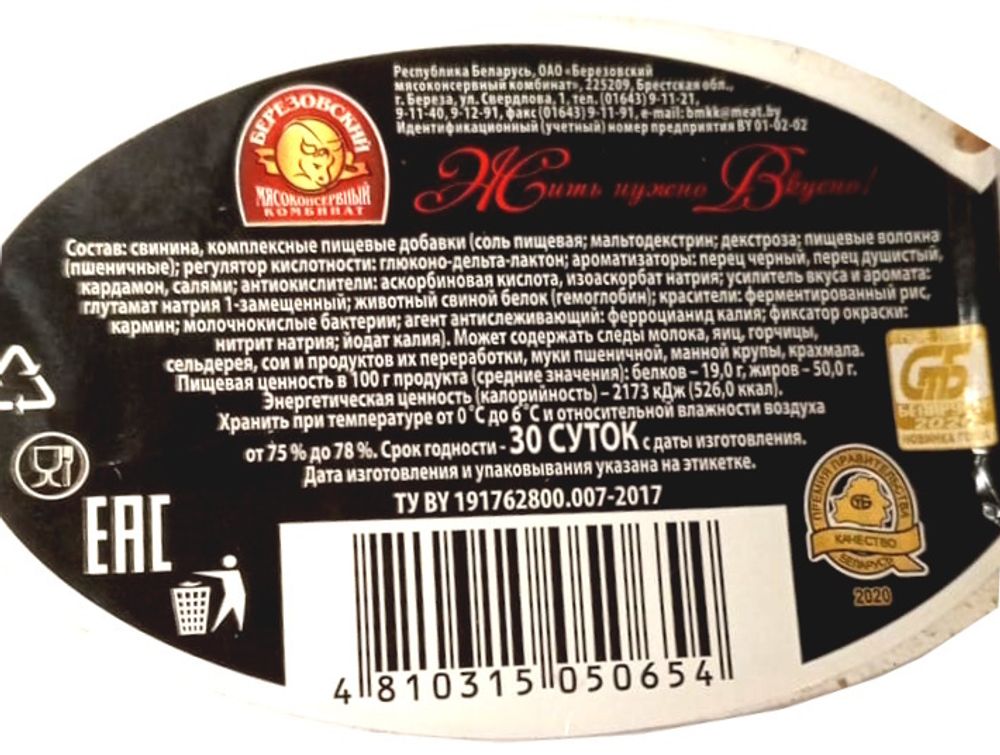 Республика Беларусь, ОАО «Березовский
мясоконсервный комбинат», 225209, Брестская обл.,
г. Береза, ул. Свердлова, 1, тел. (01643) 9-11-21,
9-11-40, 9-12-91, факс (01643) 9-11-91, e-mail: bmkk@meat.by
Идентификационный (учетный) номер предприятия BY 01-02-02
БЕРЕЗОВСКИЙ
МЯСОКОНСЕРВНЫЙ
КОМБИНАТ
Жить нужно Вкусно!
Состав: свинина, комплексные пищевые добавки (соль пищевая; мальтодекстрин; декстроза; пищевые волокна
(пшеничные); регулятор кислотности: глюконо-дельта-лактон; ароматизаторы: перец черный, перец душистый,
кардамон, салями; антиокислители: аскорбиновая кислота, изоаскорбат натрия; усилитель вкуса и аромата:
глутамат натрия 1-замещенный; животный свиной белок (гемоглобин); красители: ферментированный рис,
кармин; молочнокислые бактерии; агент антислеживающий: ферроцианид калия; фиксатор окраски:
нитрит натрия; йодат калия). Может содержать следы молока, яиц, горчицы,
сельдерея, сои и продуктов их переработки, муки пшеничной, манной крупы, крахмала.
Пищевая ценность в 100 г продукта (средние значения): белков – 19,0 г, жиров – 50,0 г.
Энергетическая ценность (калорийность) – 2173 кДж (526,0 ккал).
Хранить при температуре от 0˚С до 6˚С и относительной влажности воздуха
от 75 % до 78 %. Срок годности - 30 СУТОК с даты изготовления.
Дата изготовления и упаковывания указана на этикетке.
ТУ BY 191762800.007-2017
СТБ
2020
НОВИНКА
EAC
ПРЕМИЯ ПРАВИТЕЛЬСТВА
КАЧЕСТВО
БЕЛАРУСЬ
2020
4 810315 050654